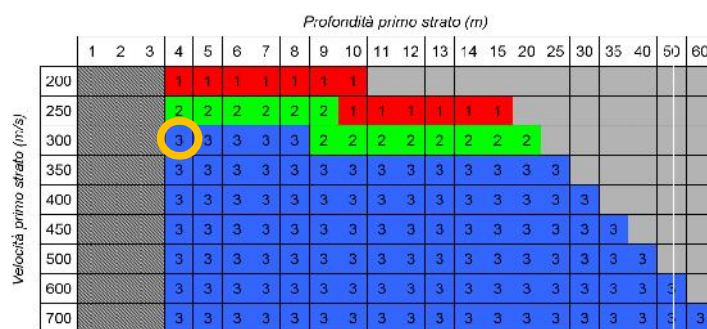 Profondità primo strato (m)
1 2 3 4 5 6 7 8 9 10 11 12 13 14 15 20 25 30 35 40 50 60
Velocità primo strato (m/s)
200 1 1 1 1 1 1 1
250 2 2 2 2 2 2 1 1 1 1 1 1
300 3 3 3 3 3 2 2 2 2 2 2 2 2
350 3 3 3 3 3 3 3 3 3 3 3 3 3 3
400 3 3 3 3 3 3 3 3 3 3 3 3 3 3 3
450 3 3 3 3 3 3 3 3 3 3 3 3 3 3 3 3
500 3 3 3 3 3 3 3 3 3 3 3 3 3 3 3 3 3
600 3 3 3 3 3 3 3 3 3 3 3 3 3 3 3 3 3 3
700 3 3 3 3 3 3 3 3 3 3 3 3 3 3 3 3 3 3 3